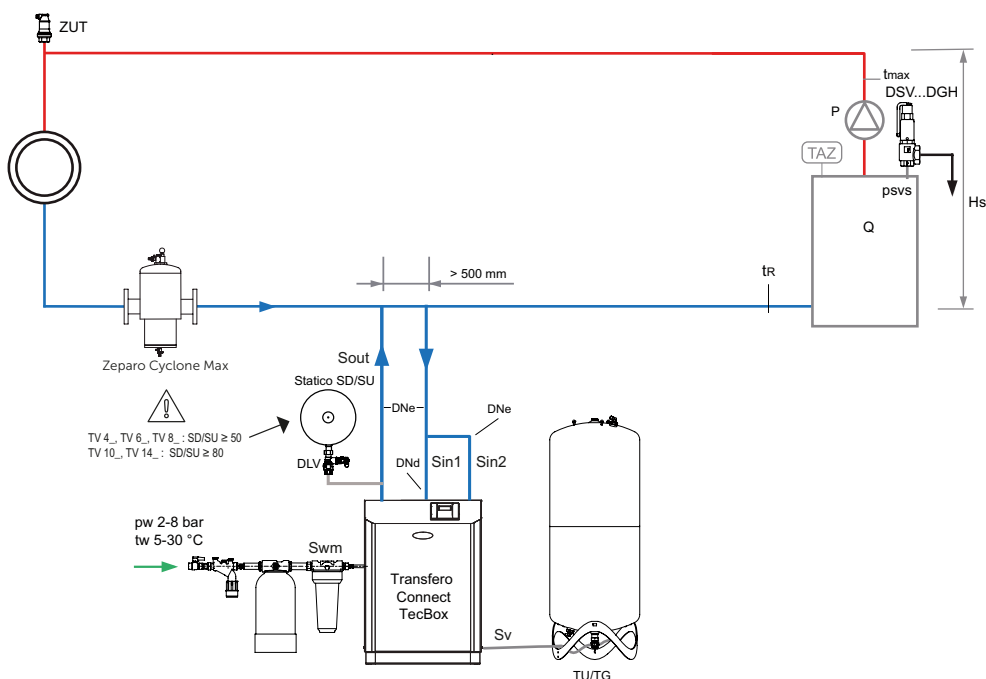 ZUT
tmax
DSV...DGH
P
TAZ
psvs
Hs
Q
> 500 mm
tR
Zeparo Cyclone Max
Sout
Statico SD/SU
DNe
DNe
TV 4_, TV 6_, TV 8_ : SD/SU ≥ 50
TV 10_, TV 14_ : SD/SU ≥ 80
DLV
DNd
Sin1
Sin2
pw 2-8 bar
tw 5-30 °C
Swm
Transfero
Connect
TecBox
Sv
TU/TG